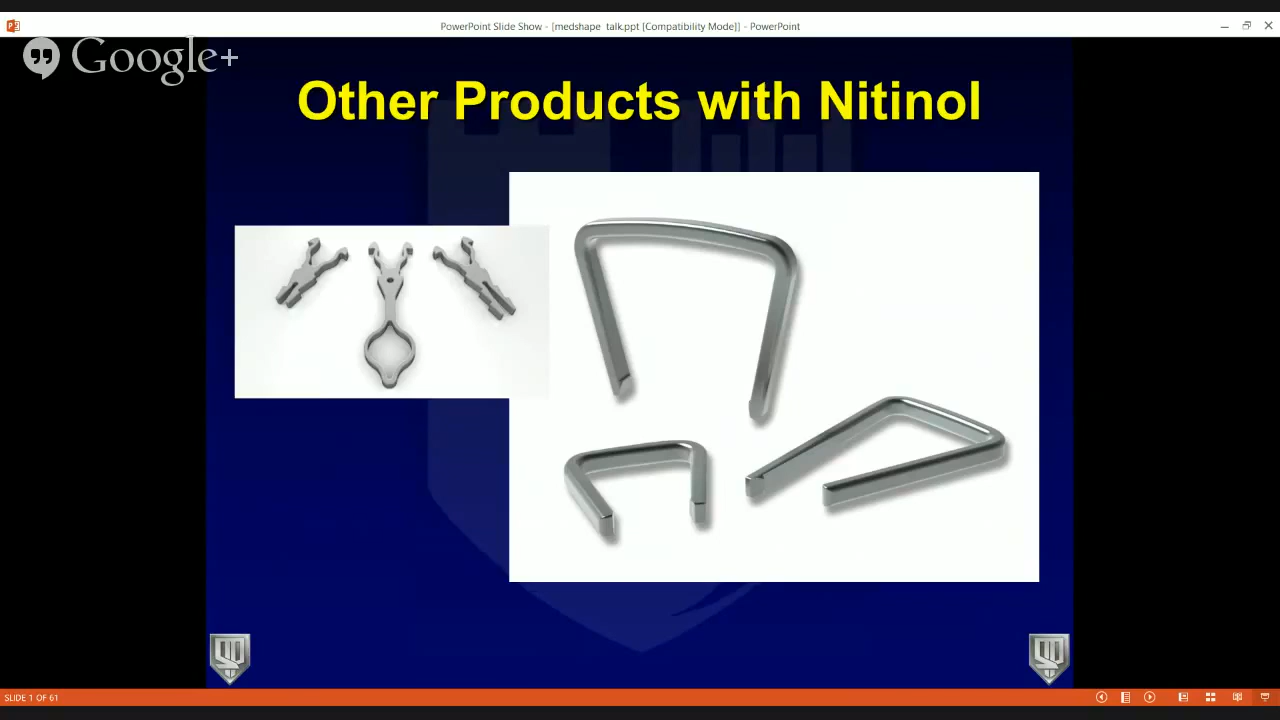 PowerPoint Slide Show - [medshape talk.ppt [Compatibility Mode]] - PowerPoint
Google+
Other Products with Nitinol
SLIDE 1 OF 61